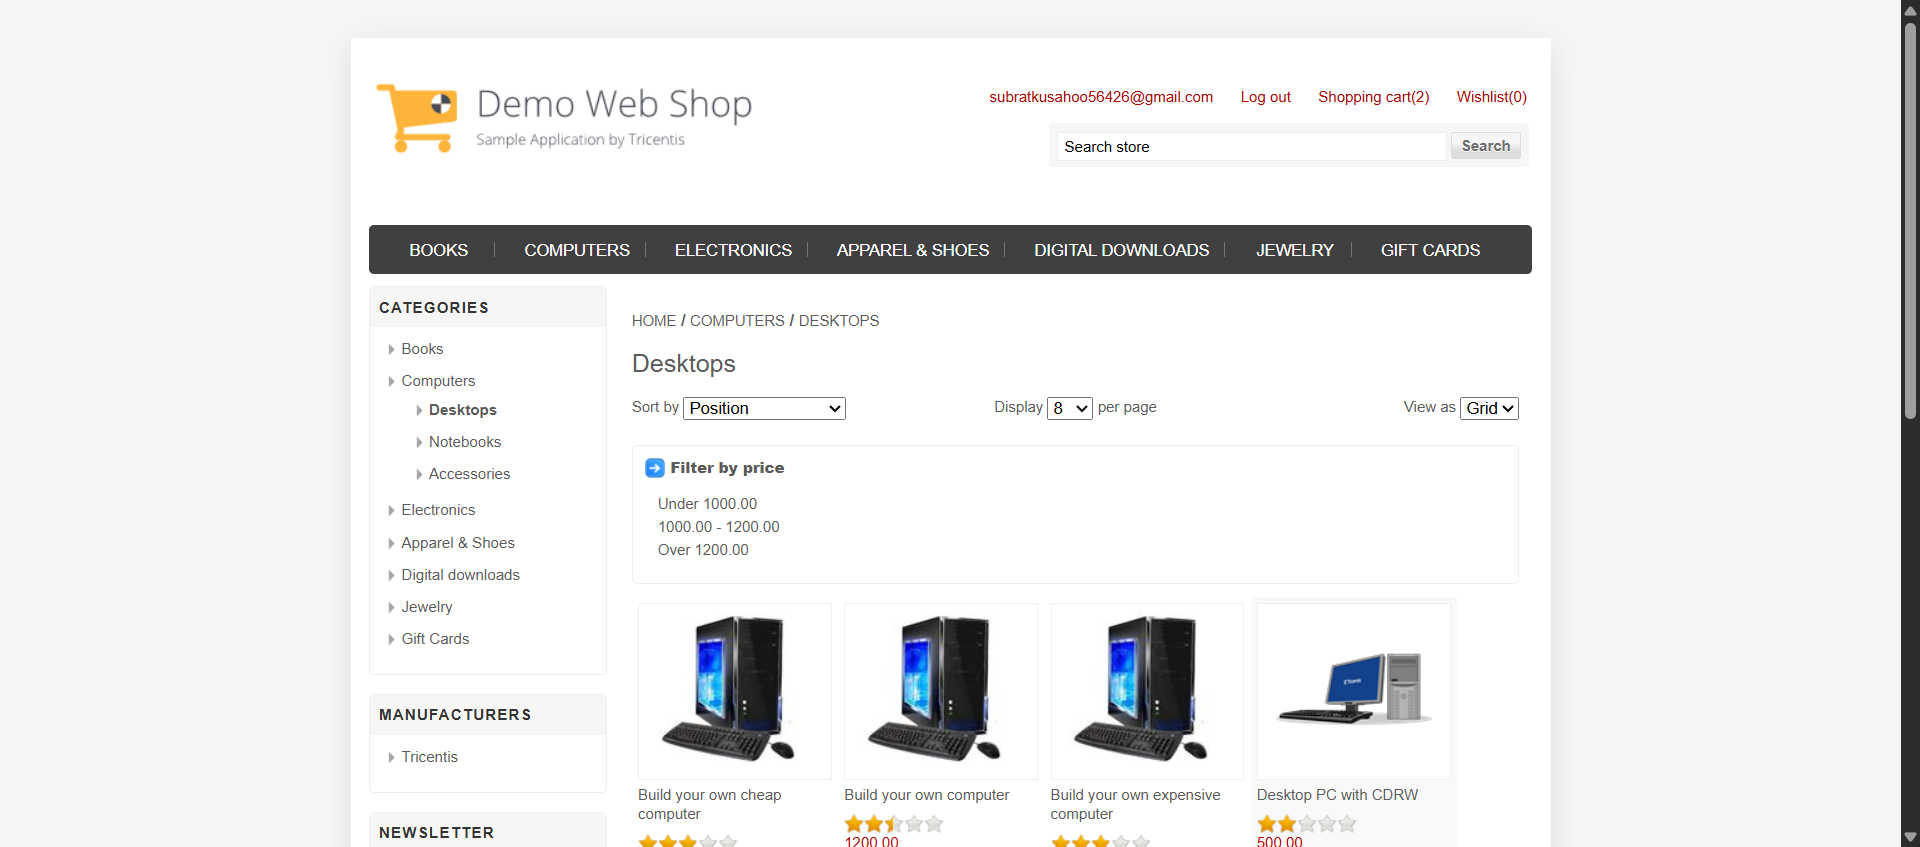 Demo Web Shop
Sample Application by Tricentis
subratkusahoo56426@gmail.com Log out Shopping cart(2) Wishlist(0)
Search store Search
BOOKS COMPUTERS ELECTRONICS APPAREL & SHOES DIGITAL DOWNLOADS JEWELRY GIFT CARDS
CATEGORIES
Books
Computers
Desktops
Notebooks
Accessories
Electronics
Apparel & Shoes
Digital downloads
Jewelry
Gift Cards
MANUFACTURERS
Tricentis
NEWSLETTER
HOME / COMPUTERS / DESKTOPS
Desktops
Sort by Position Display 8 per page View as Grid
Filter by price
Under 1000.00
1000.00 - 1200.00
Over 1200.00
Build your own cheap
computer
Build your own computer
1200.00
Build your own expensive
computer
Desktop PC with CDRW
500.00